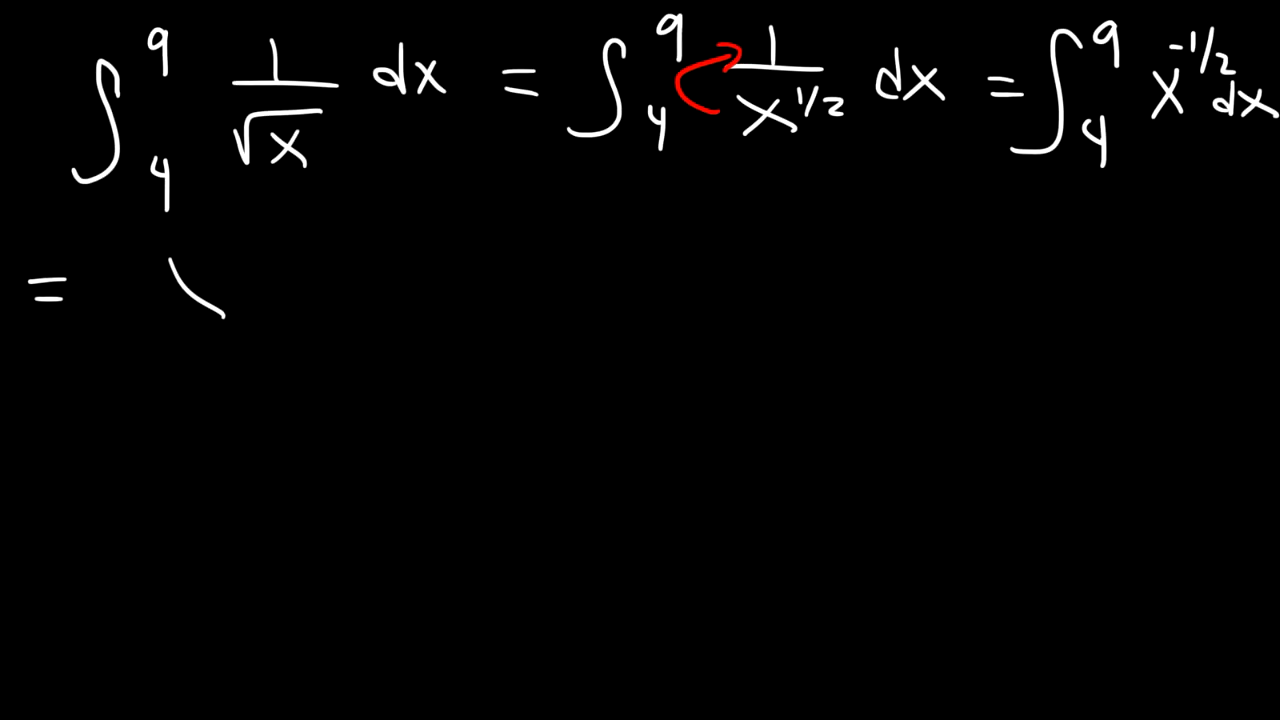 ∫₄⁹ 1/√x dx = ∫₄⁹ 1/x^{1/2} dx = ∫₄⁹ x^{-1/2} dx
=